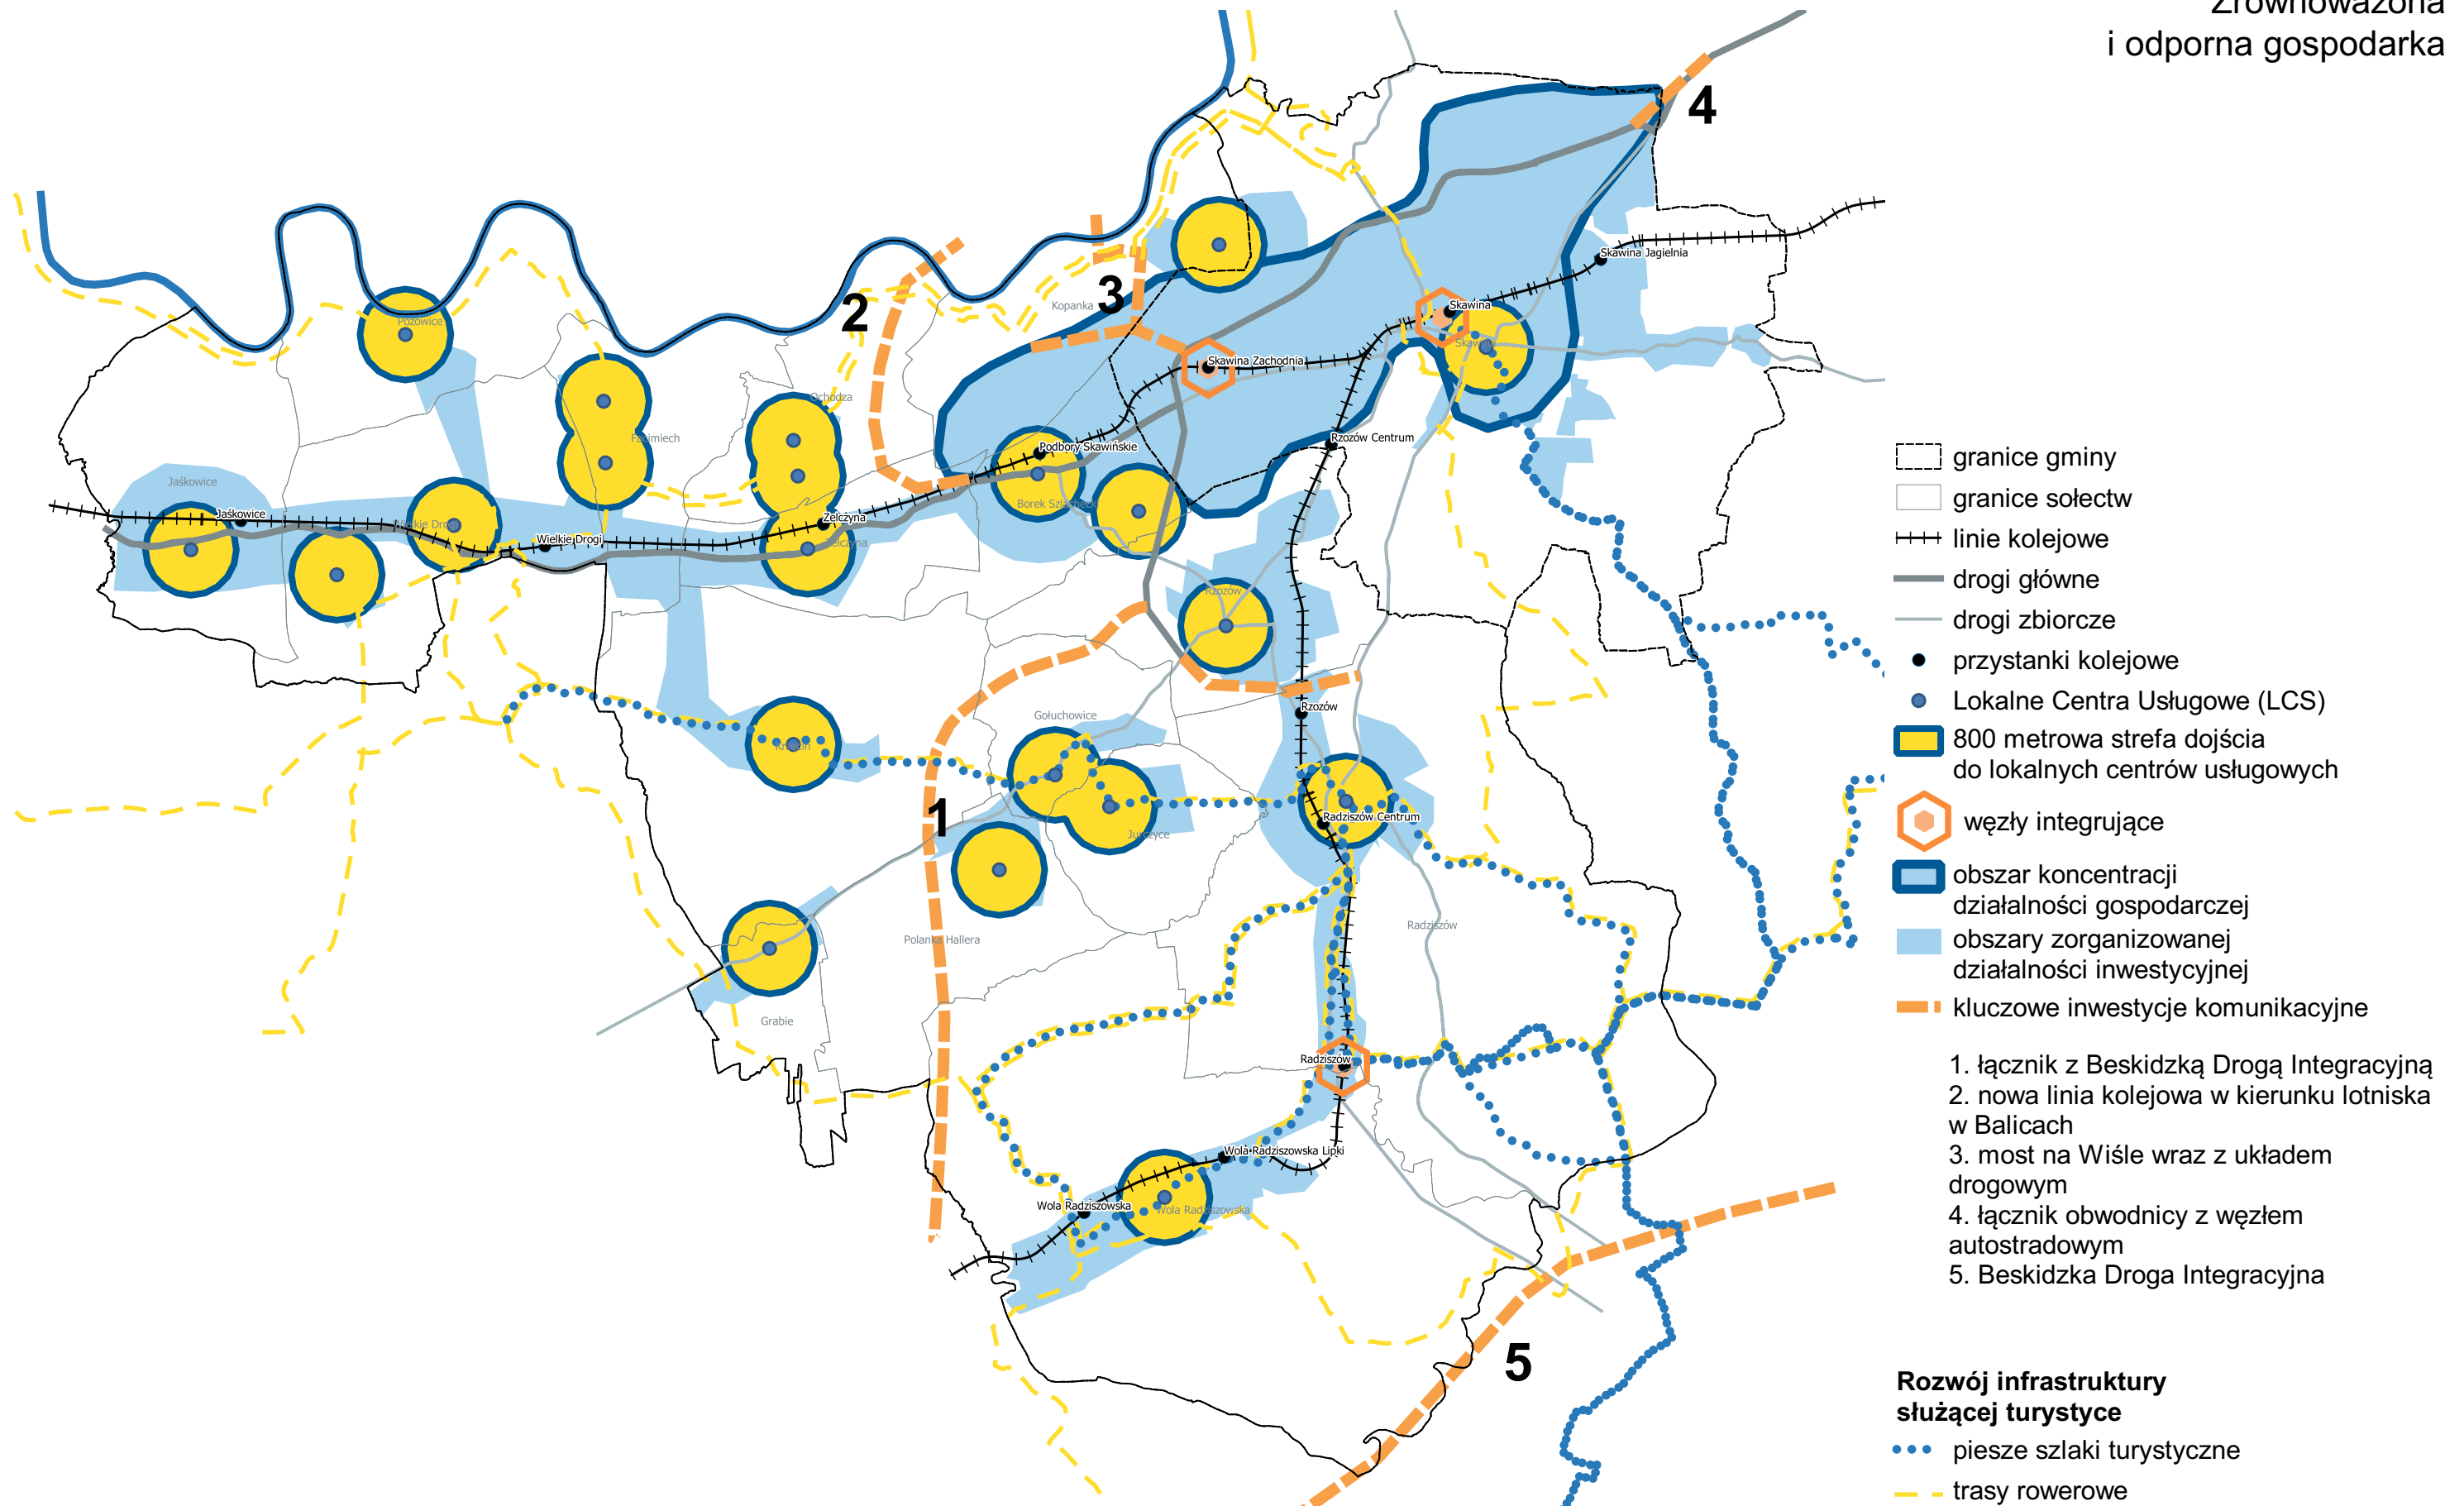 Zrównoważona
i odporna gospodarka
4
Skawina Jagielnia
Pozowice
2
3
Kopanka
Skawina
Skawina
Skawina Zachodnia
Ochodza
Facimiech
Podbory Skawińskie
Rzozów Centrum
Jaśkowice
Jaśkowice
Wielkie Drogi
Wielkie Drogi
Zelczyna
Zelczyna
Borek Szlachecki
Rzozów
Rzozów
Gołuchowice
Krzęcin
1
Jurczyce
Radziszów Centrum
Polanka Hallera
Radziszów
Grabie
Radziszów
Wola Radziszowska Lipki
Wola Radziszowska
Wola Radziszowska
5
granice gminy
granice sołectw
linie kolejowe
drogi główne
drogi zbiorcze
przystanki kolejowe
Lokalne Centra Usługowe (LCS)
800 metrowa strefa dojścia
do lokalnych centrów usługowych
węzły integrujące
obszar koncentracji
działalności gospodarczej
obszary zorganizowanej
działalności inwestycyjnej
kluczowe inwestycje komunikacyjne
1. łącznik z Beskidzką Drogą Integracyjną
2. nowa linia kolejowa w kierunku lotniska
w Balicach
3. most na Wiśle wraz z układem
drogowym
4. łącznik obwodnicy z węzłem
autostradowym
5. Beskidzka Droga Integracyjna
Rozwój infrastruktury
służącej turystyce
piesze szlaki turystyczne
trasy rowerowe